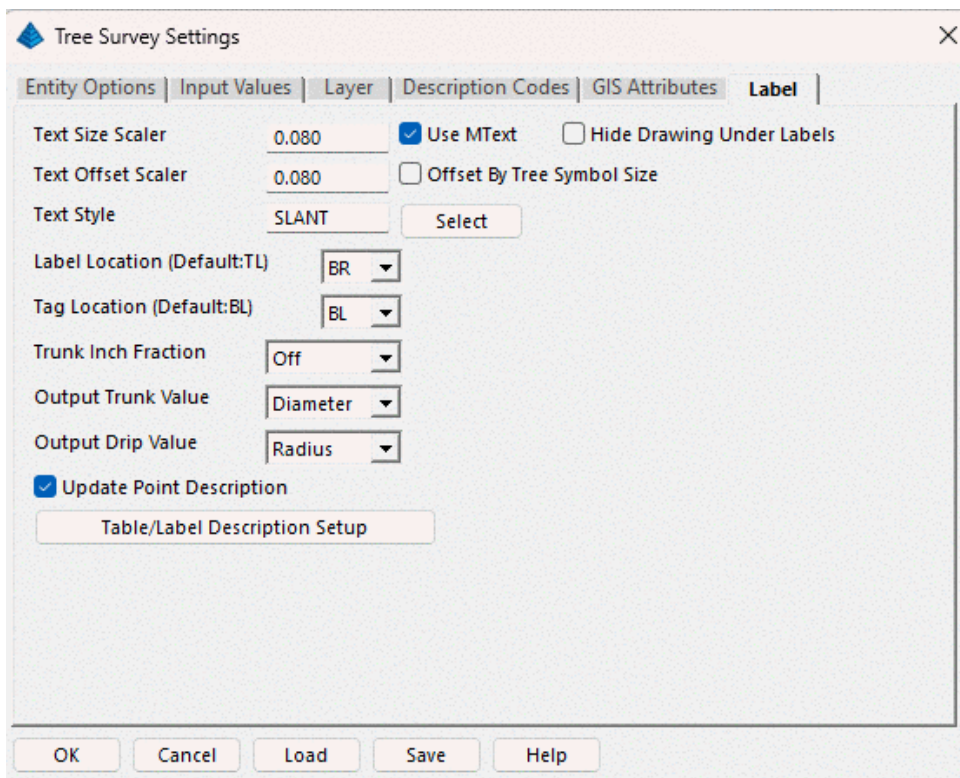 Tree Survey Settings
Entity Options Input Values Layer Description Codes GIS Attributes Label
Text Size Scaler 0.080 Use MText Hide Drawing Under Labels
Text Offset Scaler 0.080 Offset By Tree Symbol Size
Text Style SLANT Select
Label Location (Default:TL) BR
Tag Location (Default:BL) BL
Trunk Inch Fraction Off
Output Trunk Value Diameter
Output Drip Value Radius
Update Point Description
Table/Label Description Setup
OK Cancel Load Save Help